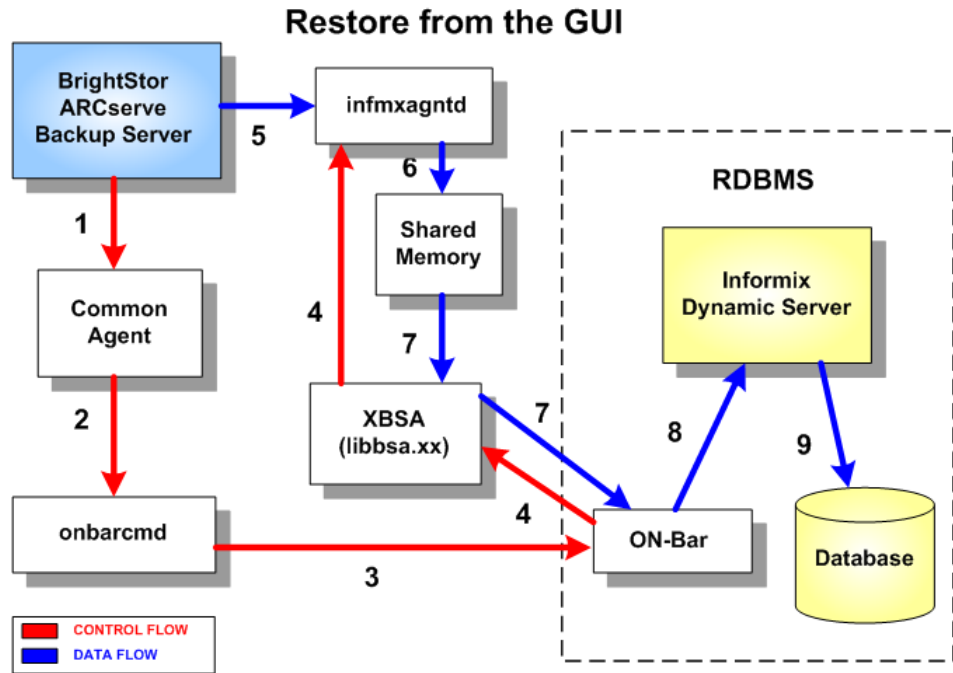 Restore from the GUI
BrightStor
ARCserve
Backup Server
5
infmxagntd
6
1
Shared
Memory
RDBMS
Common
Agent
4
7
Informix
Dynamic Server
2
XBSA
(libbsa.xx)
7
8
9
4
onbarcmd
3
ON-Bar
Database
CONTROL FLOW
DATA FLOW